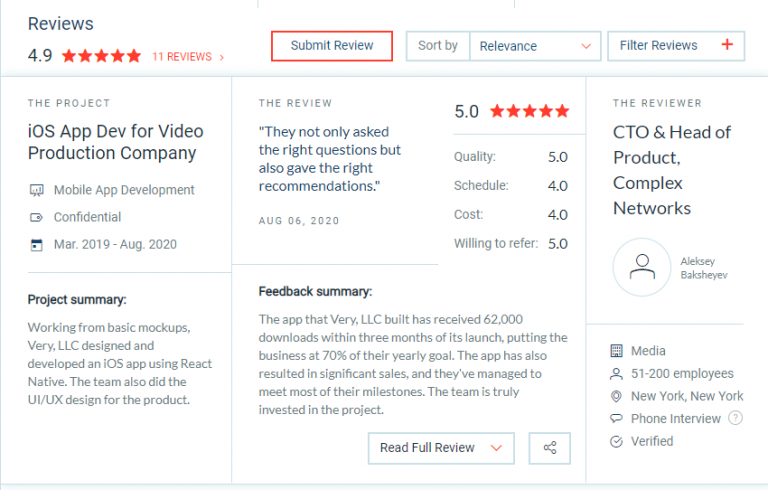 Reviews
4.9
11 REVIEWS
Submit Review
Sort by
Relevance
Filter Reviews
THE PROJECT
iOS App Dev for Video
Production Company
Mobile App Development
Confidential
Mar. 2019 - Aug. 2020
Project summary:
Working from basic mockups,
Very, LLC designed and
developed an iOS app using React
Native. The team also did the
UI/UX design for the product.
THE REVIEW
"They not only asked
the right questions but
also gave the right
recommendations."
AUG 06, 2020
5.0
Quality: 5.0
Schedule: 4.0
Cost: 4.0
Willing to refer: 5.0
Feedback summary:
The app that Very, LLC built has received 62,000
downloads within three months of its launch, putting the
business at 70% of their yearly goal. The app has also
resulted in significant sales, and they've managed to
meet most of their milestones. The team is truly
invested in the project.
Read Full Review
THE REVIEWER
CTO & Head of
Product,
Complex
Networks
Aleksey
Baksheyev
Media
51-200 employees
New York, New York
Phone Interview ?
Verified